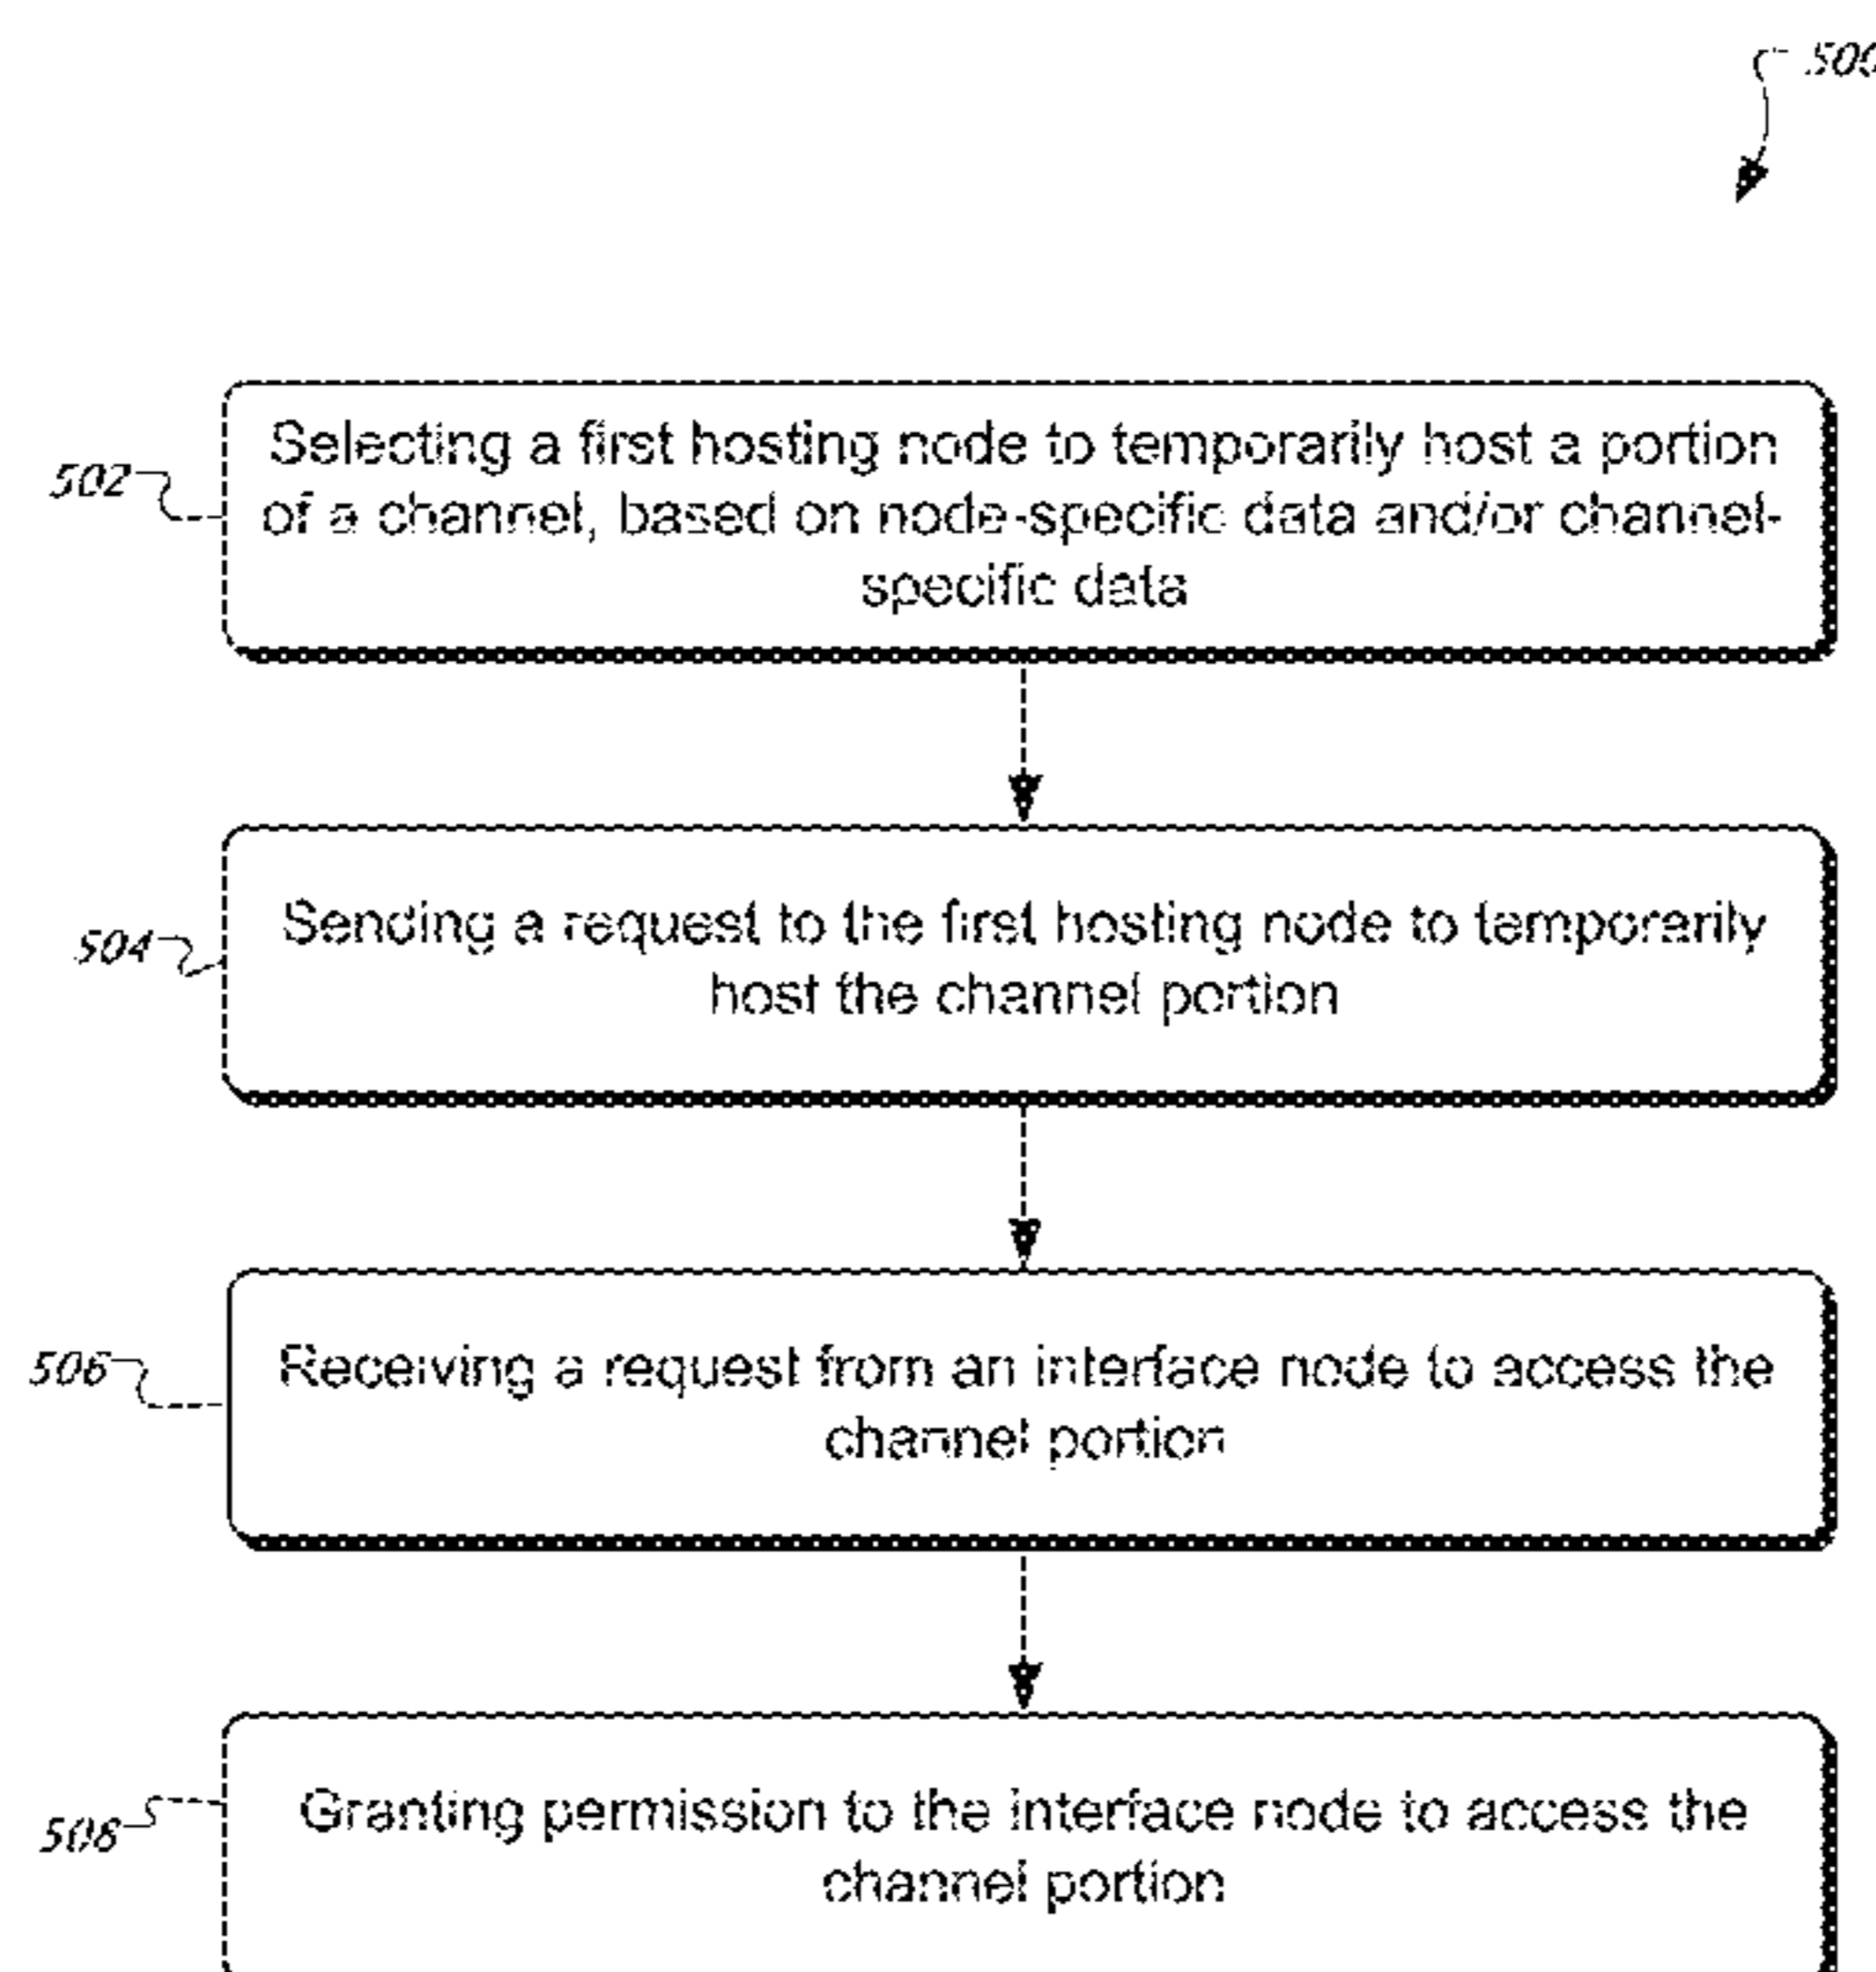 500
502
Selecting a first hosting node to temporarily host a portion
of a channel, based on node-specific data and/or channel-
specific data
504
Sending a request to the first hosting node to temporarily
host the channel portion
506
Receiving a request from an interface node to access the
channel portion
508
Granting permission to the interface node to access the
channel portion